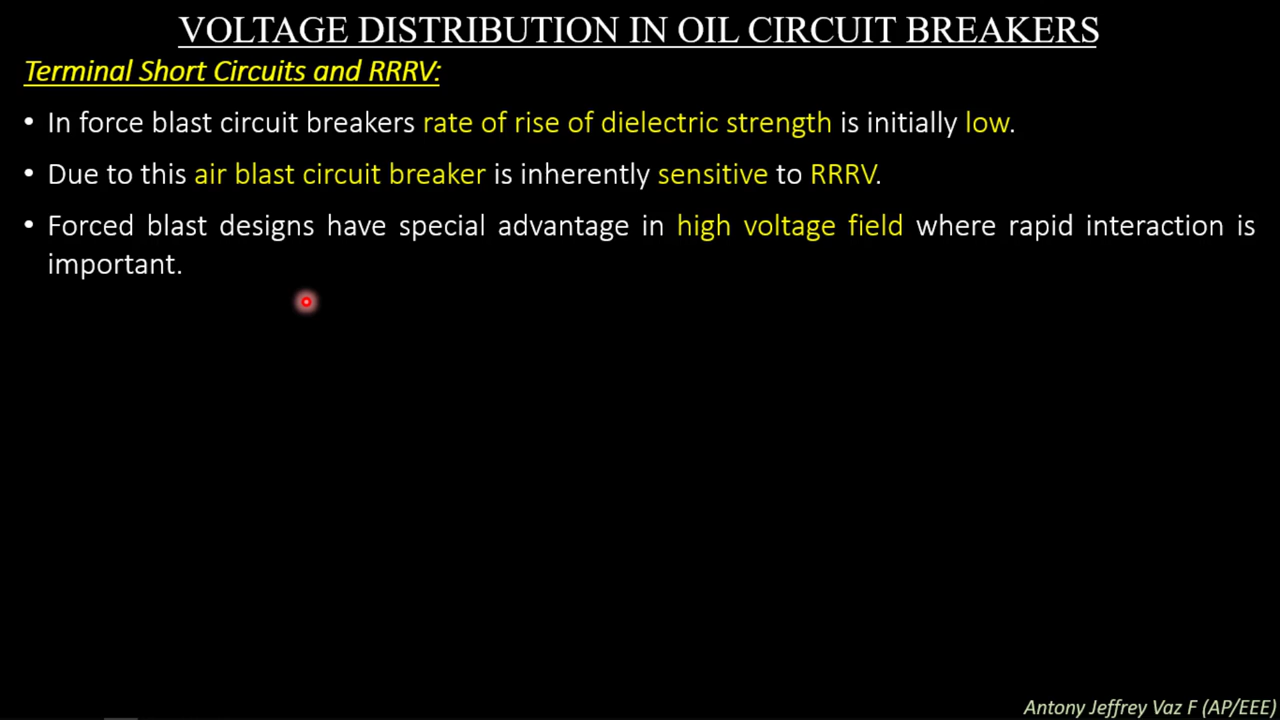 VOLTAGE DISTRIBUTION IN OIL CIRCUIT BREAKERS
Terminal Short Circuits and RRRV:
• In force blast circuit breakers rate of rise of dielectric strength is initially low.
• Due to this air blast circuit breaker is inherently sensitive to RRRV.
• Forced blast designs have special advantage in high voltage field where rapid interaction is
important.
Antony Jeffrey Vaz F (AP/EEE)